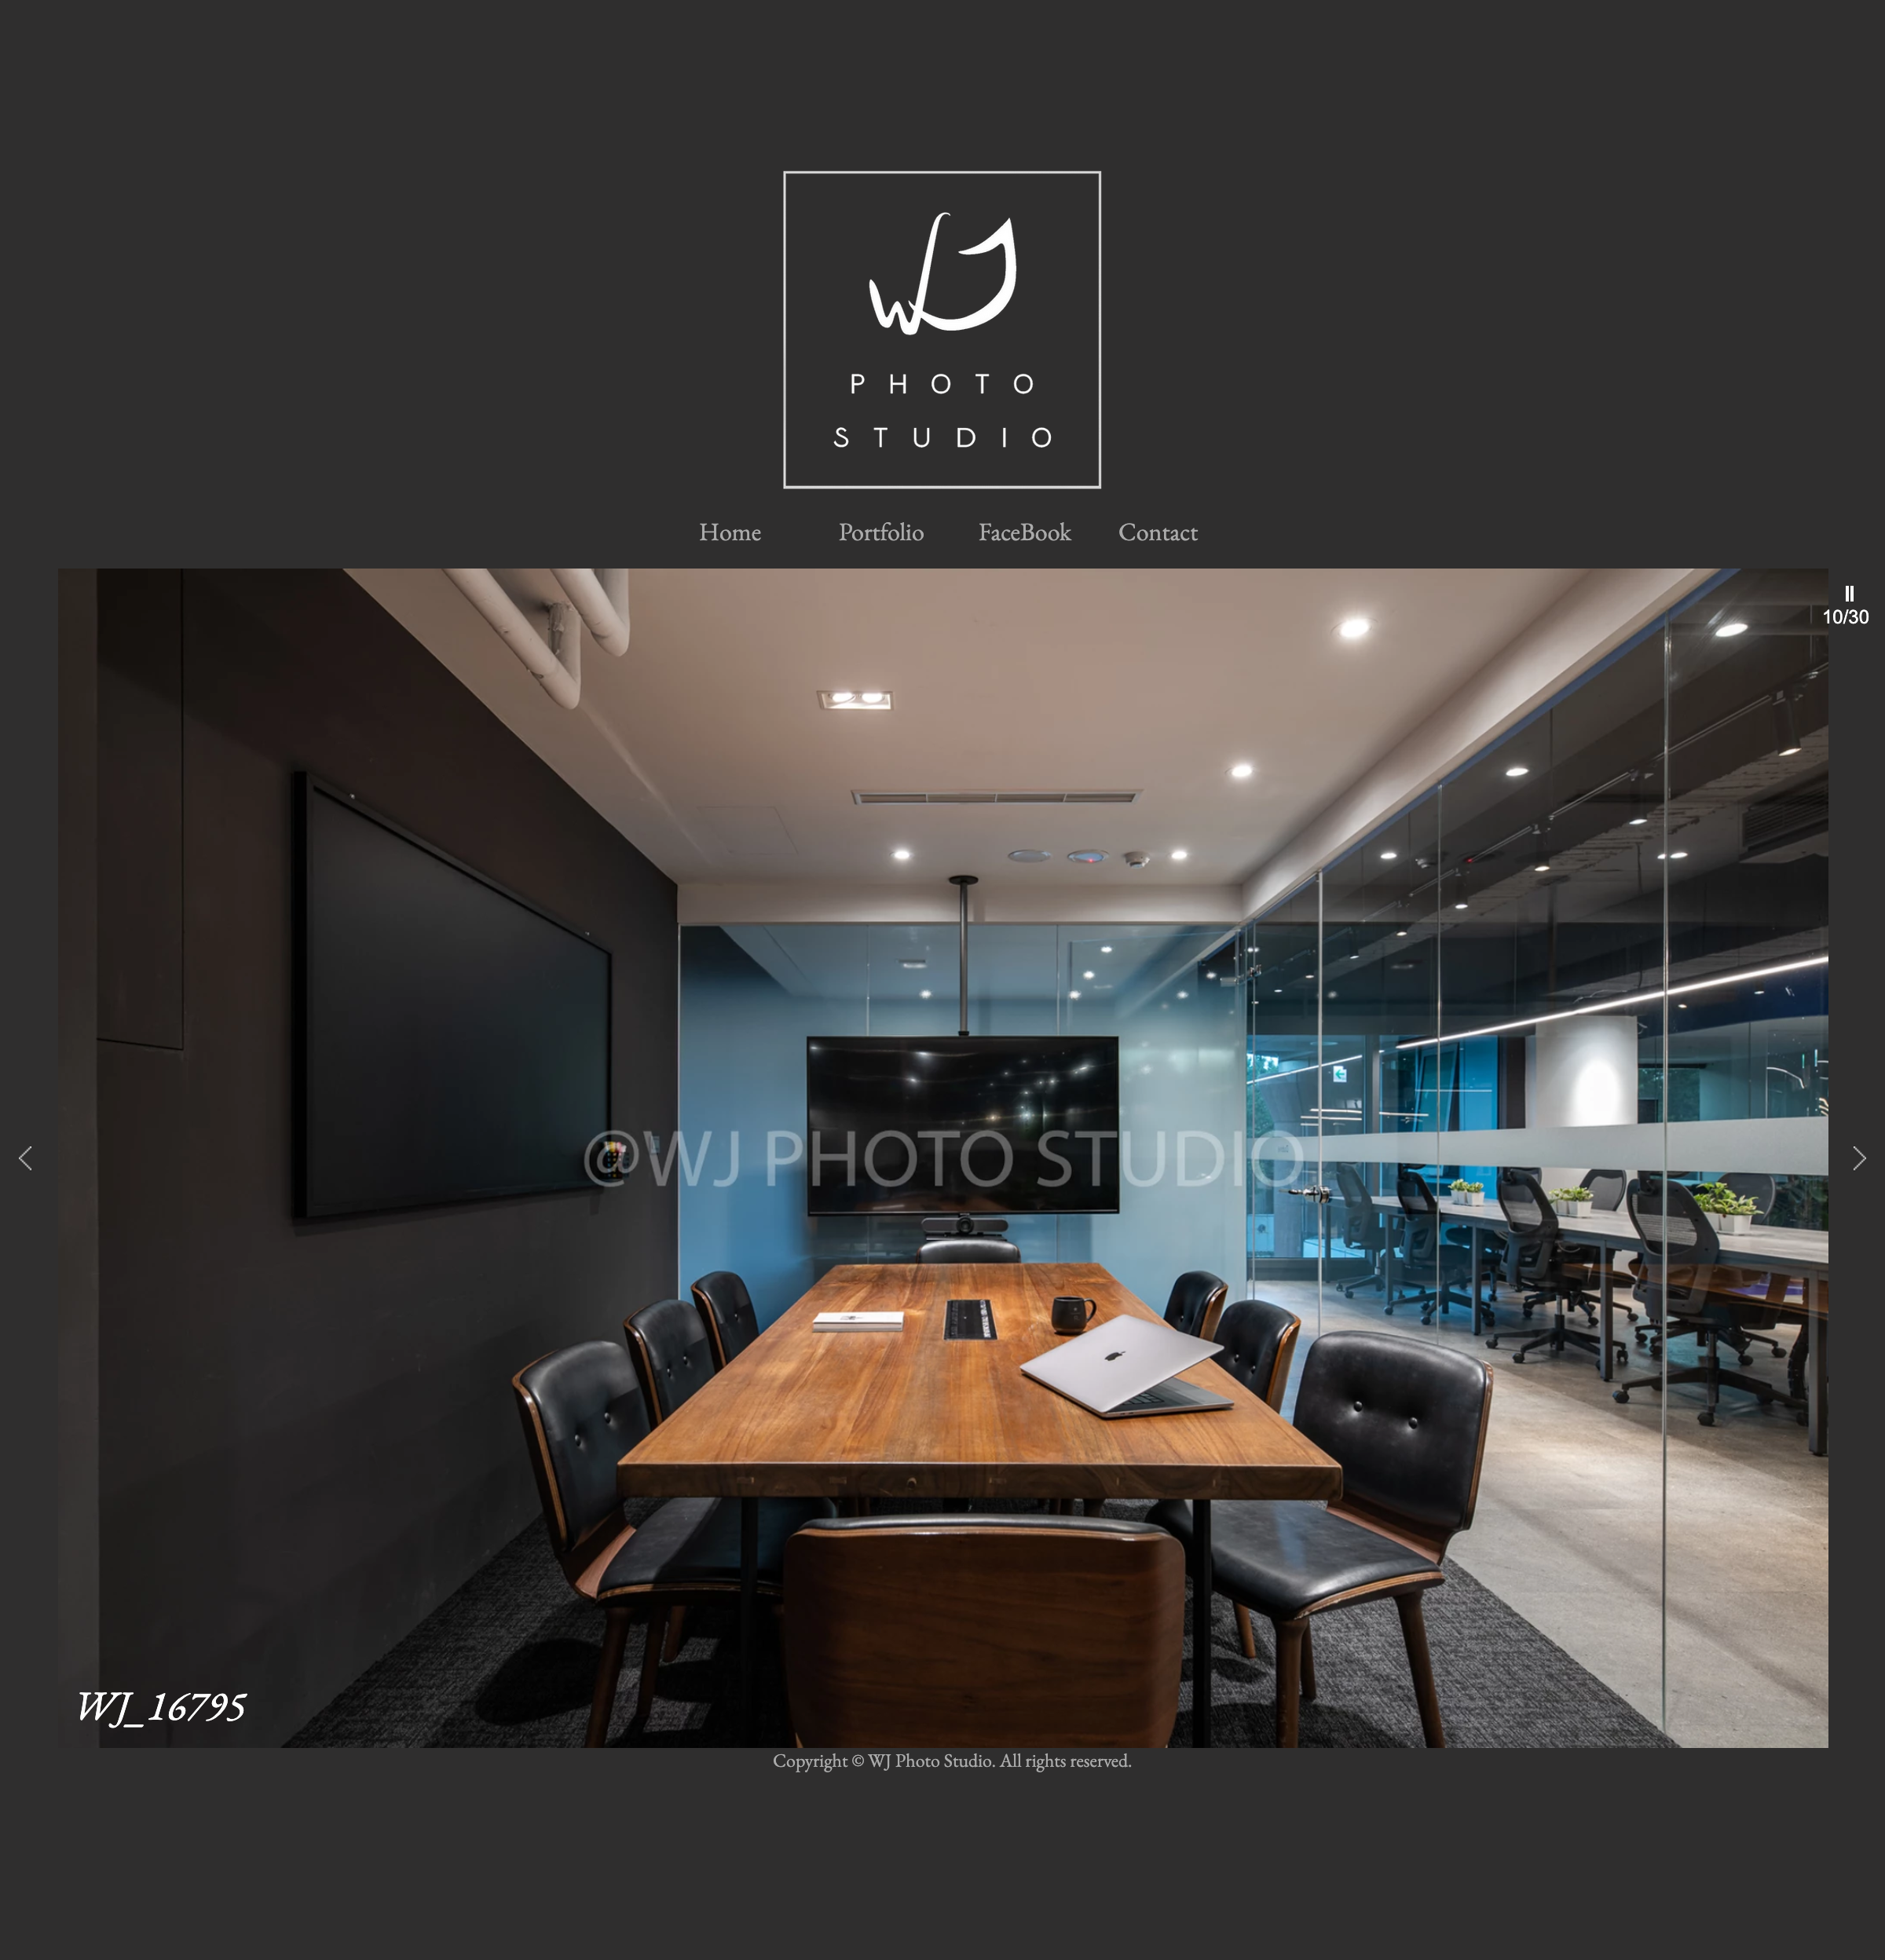 WJ
PHOTO
STUDIO
Home Portfolio FaceBook Contact
10/30
@WJ PHOTO STUDIO
WJ_16795
Copyright © WJ Photo Studio. All rights reserved.